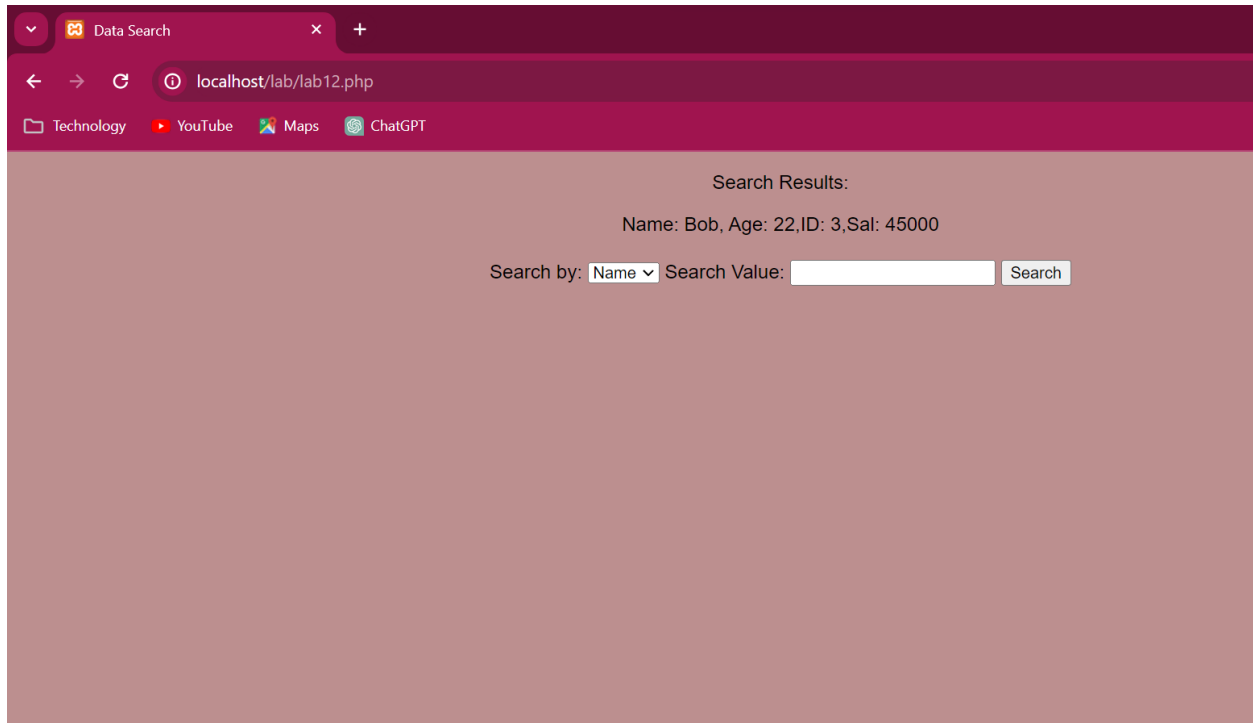 Data Search
localhost/lab/lab12.php
Technology YouTube Maps ChatGPT
Search Results:
Name: Bob, Age: 22,ID: 3,Sal: 45000
Search by: Name Search Value: Search